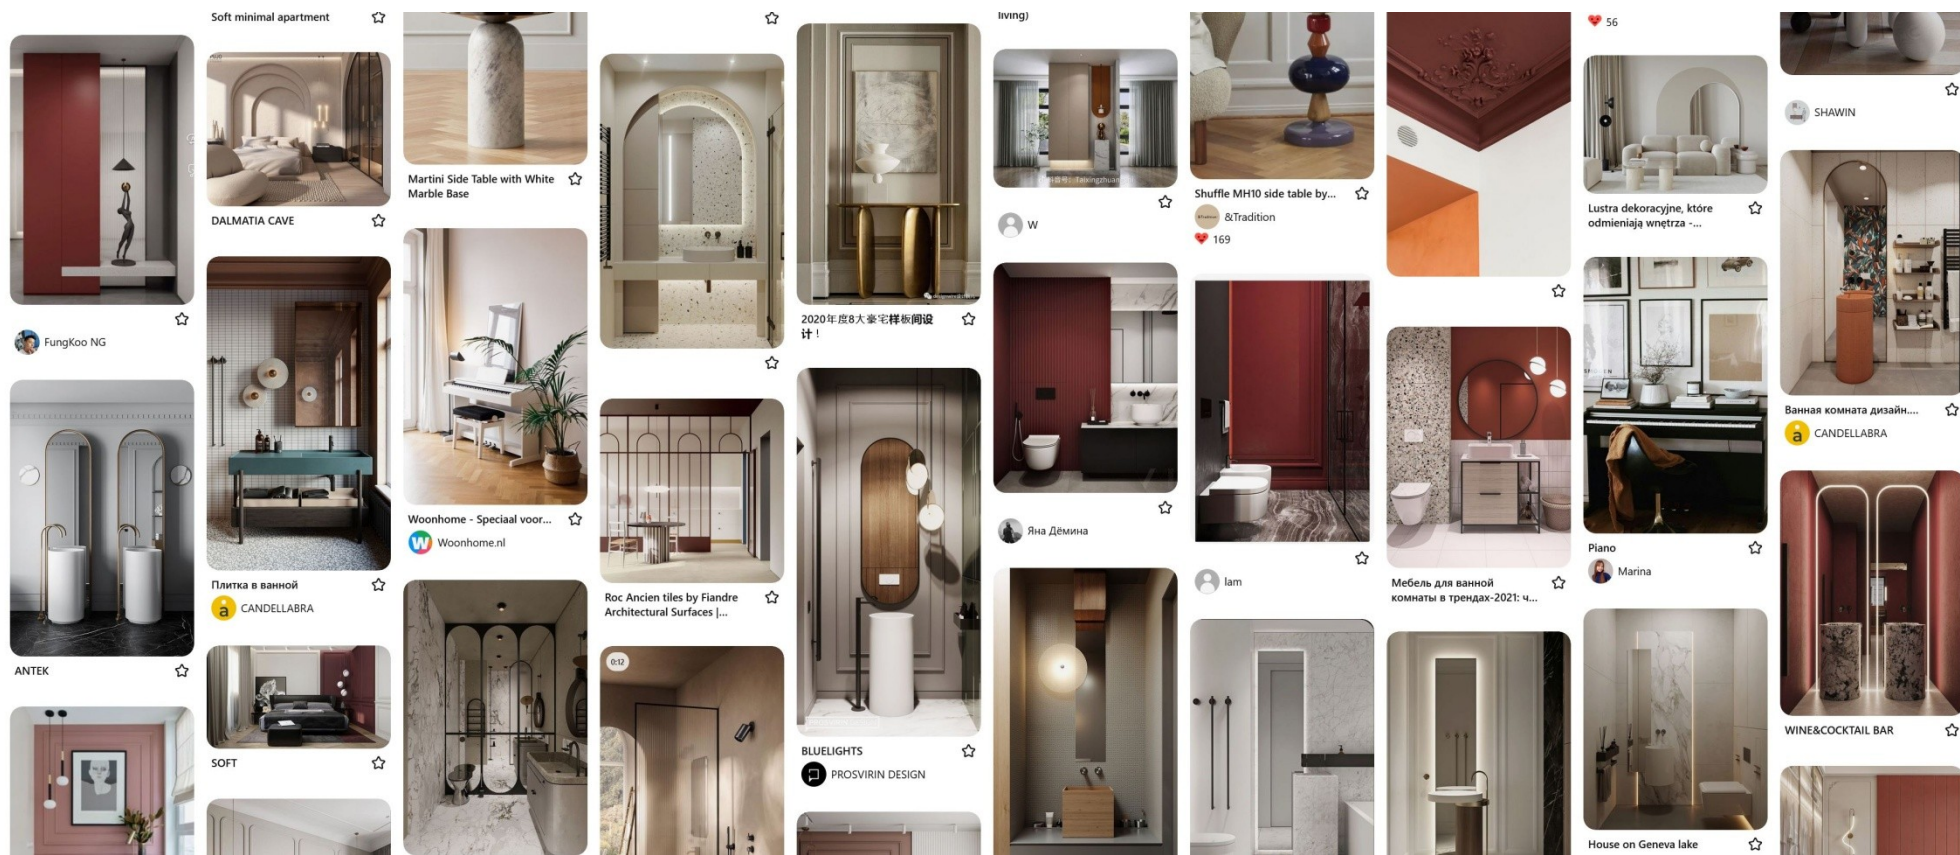 Soft minimal apartment
FungKoo NG
ANTEK
DALMATIA CAVE
Плитка в ванной
CANDELLABRA
SOFT
Martini Side Table with White
Marble Base
Woonhome - Speciaal voor...
Woonhome.nl
Roc Ancien tiles by Fiandre
Architectural Surfaces |...
0:12
2020年度8大豪宅样板间设
计！
BLUELIGHTS
PROSVIRIN DESIGN
living)
W
Яна Дёмина
Shuffle MH10 side table by...
&Tradition
169
lam
Мебель для ванной
комнаты в трендах-2021: ч...
56
Lustra dekoracyjne, które
odmieniają wnętrza -...
Piano
Marina
House on Geneva lake
SHAWIN
Ванная комната дизайн....
CANDELLABRA
WINE&COCKTAIL BAR